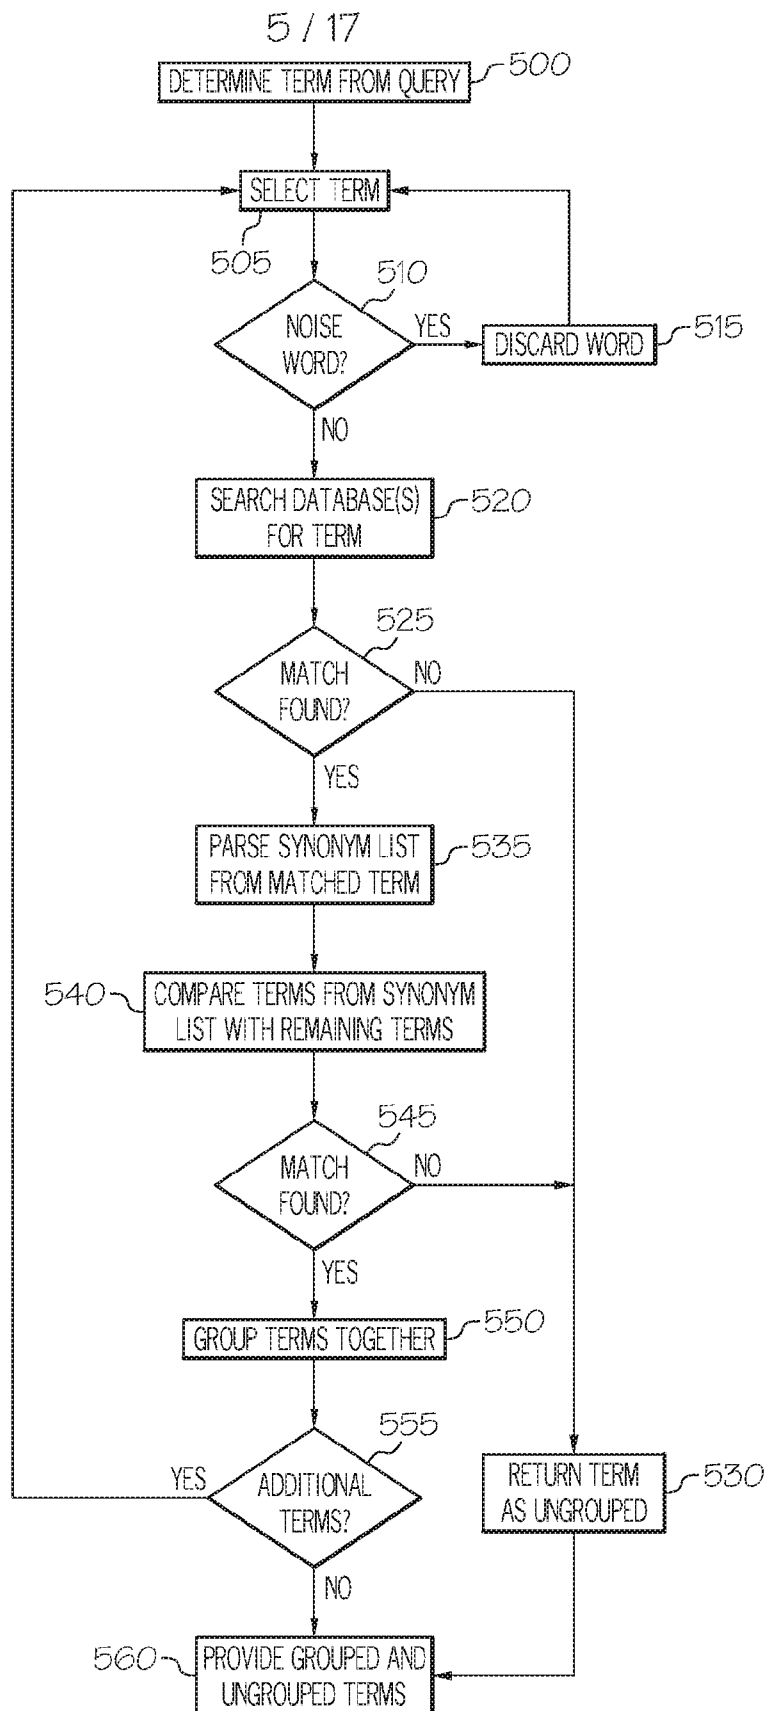 5 / 17
DETERMINE TERM FROM QUERY
500
SELECT TERM
505
510
NOISE
WORD?
YES
DISCARD WORD
515
NO
SEARCH DATABASE(S)
FOR TERM
520
525
MATCH
FOUND?
NO
YES
PARSE SYNONYM LIST
FROM MATCHED TERM
535
540
COMPARE TERMS FROM SYNONYM
LIST WITH REMAINING TERMS
545
MATCH
FOUND?
NO
YES
GROUP TERMS TOGETHER
550
555
YES
ADDITIONAL
TERMS?
RETURN TERM
AS UNGROUPED
530
NO
560
PROVIDE GROUPED AND
UNGROUPED TERMS